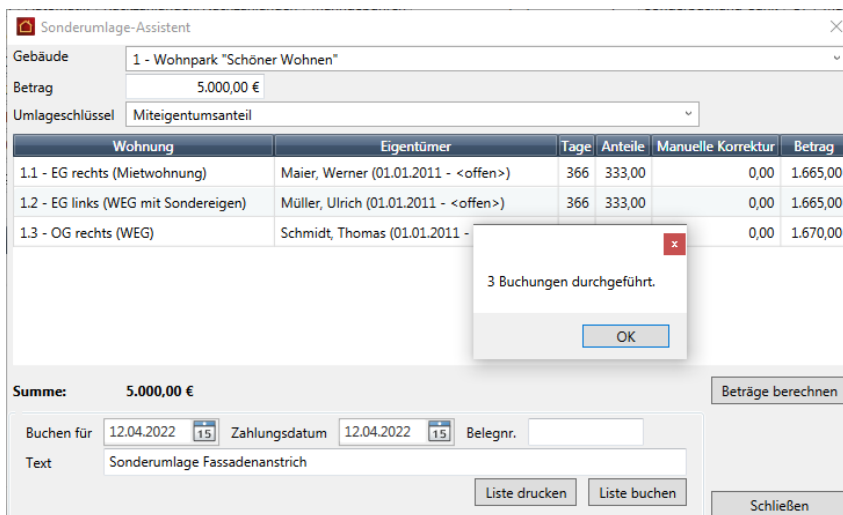 Sonderumlage-Assistent
Gebäude 1 - Wohnpark "Schöner Wohnen"
Betrag 5.000,00 €
Umlageschlüssel Miteigentumsanteil
Wohnung Eigentümer Tage Anteile Manuelle Korrektur Betrag
1.1 - EG rechts (Mietwohnung) Maier, Werner (01.01.2011 - <offen>) 366 333,00 0,00 1.665,00
1.2 - EG links (WEG mit Sondereigen) Müller, Ulrich (01.01.2011 - <offen>) 366 333,00 0,00 1.665,00
1.3 - OG rechts (WEG) Schmidt, Thomas (01.01.2011 - 0,00 1.670,00
x
3 Buchungen durchgeführt.
OK
Summe: 5.000,00 €
Beträge berechnen
Buchen für 12.04.2022 15 Zahlungsdatum 12.04.2022 15 Belegnr.
Text Sonderumlage Fassadenanstrich
Liste drucken Liste buchen
Schließen